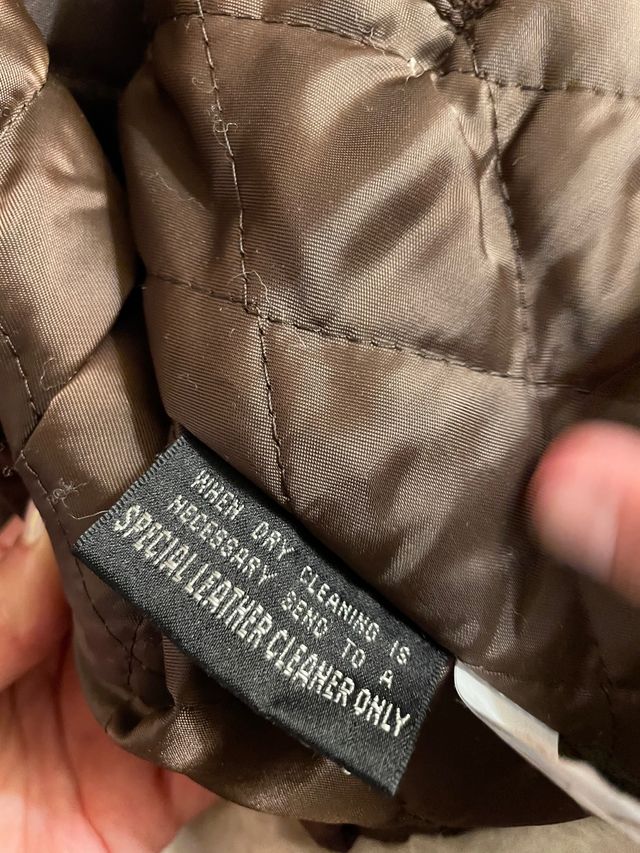 WHEN DRY CLEANING IS
NECESSARY SEND TO A
SPECIAL LEATHER CLEANER ONLY